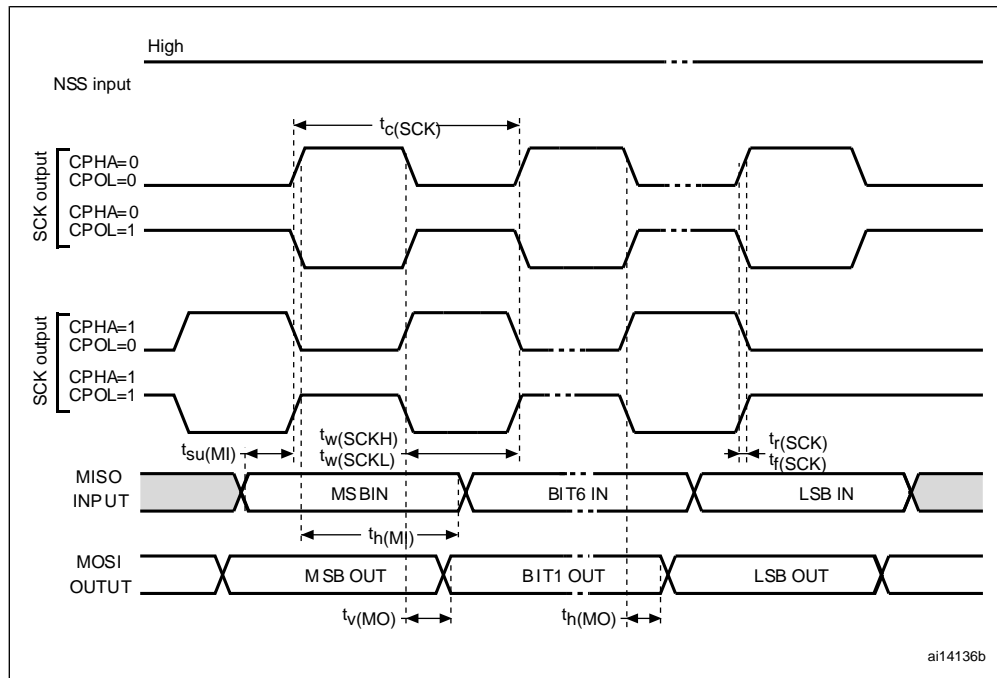 High
NSS input
tc(SCK)
SCK output
CPHA=0
CPOL=0
CPHA=0
CPOL=1
SCK output
CPHA=1
CPOL=0
CPHA=1
CPOL=1
tsu(MI)
tw(SCKH)
tw(SCKL)
tr(SCK)
tf(SCK)
MISO
INPUT
MSBIN
BIT6 IN
LSB IN
th(MI)
MOSI
OUTUT
MSB OUT
BIT1 OUT
LSB OUT
tv(MO)
th(MO)
ai14136b